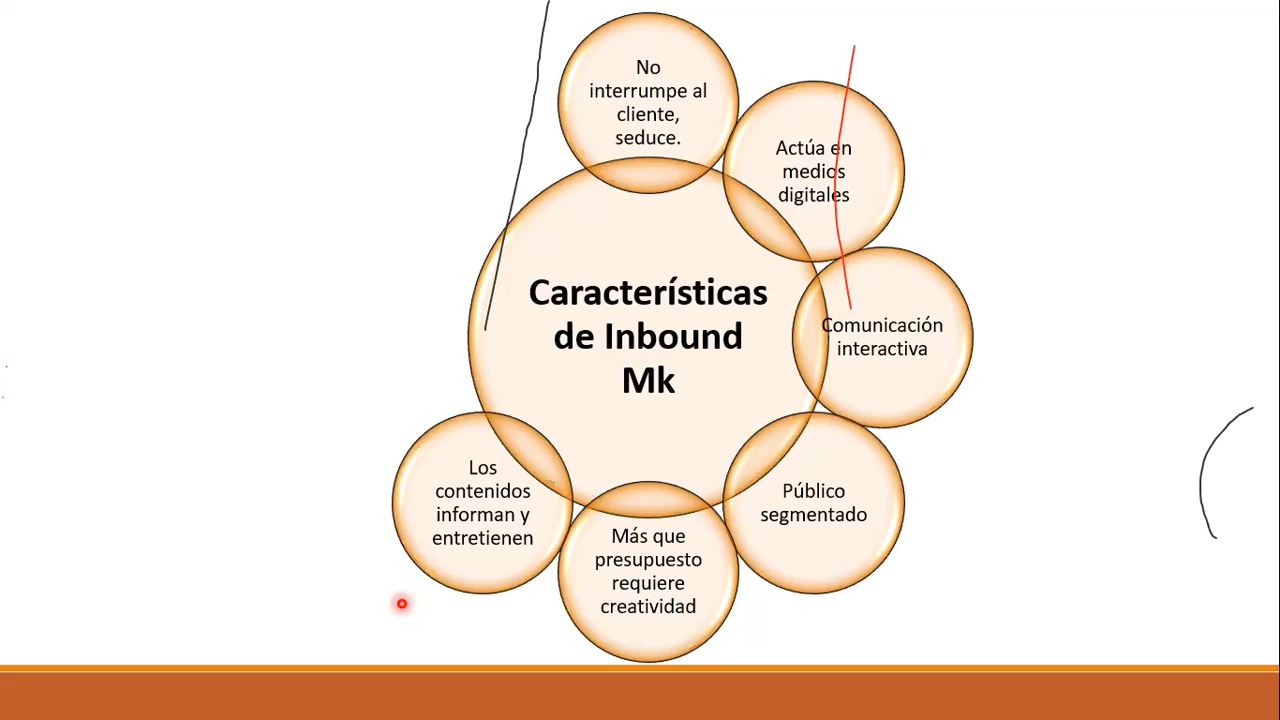 No
interrumpe al
cliente,
seduce.
Actúa en
medios
digitales
Comunicación
interactiva
Características
de Inbound
Mk
Público
segmentado
Más que
presupuesto
requiere
creatividad
Los
contenidos
informan y
entretienen